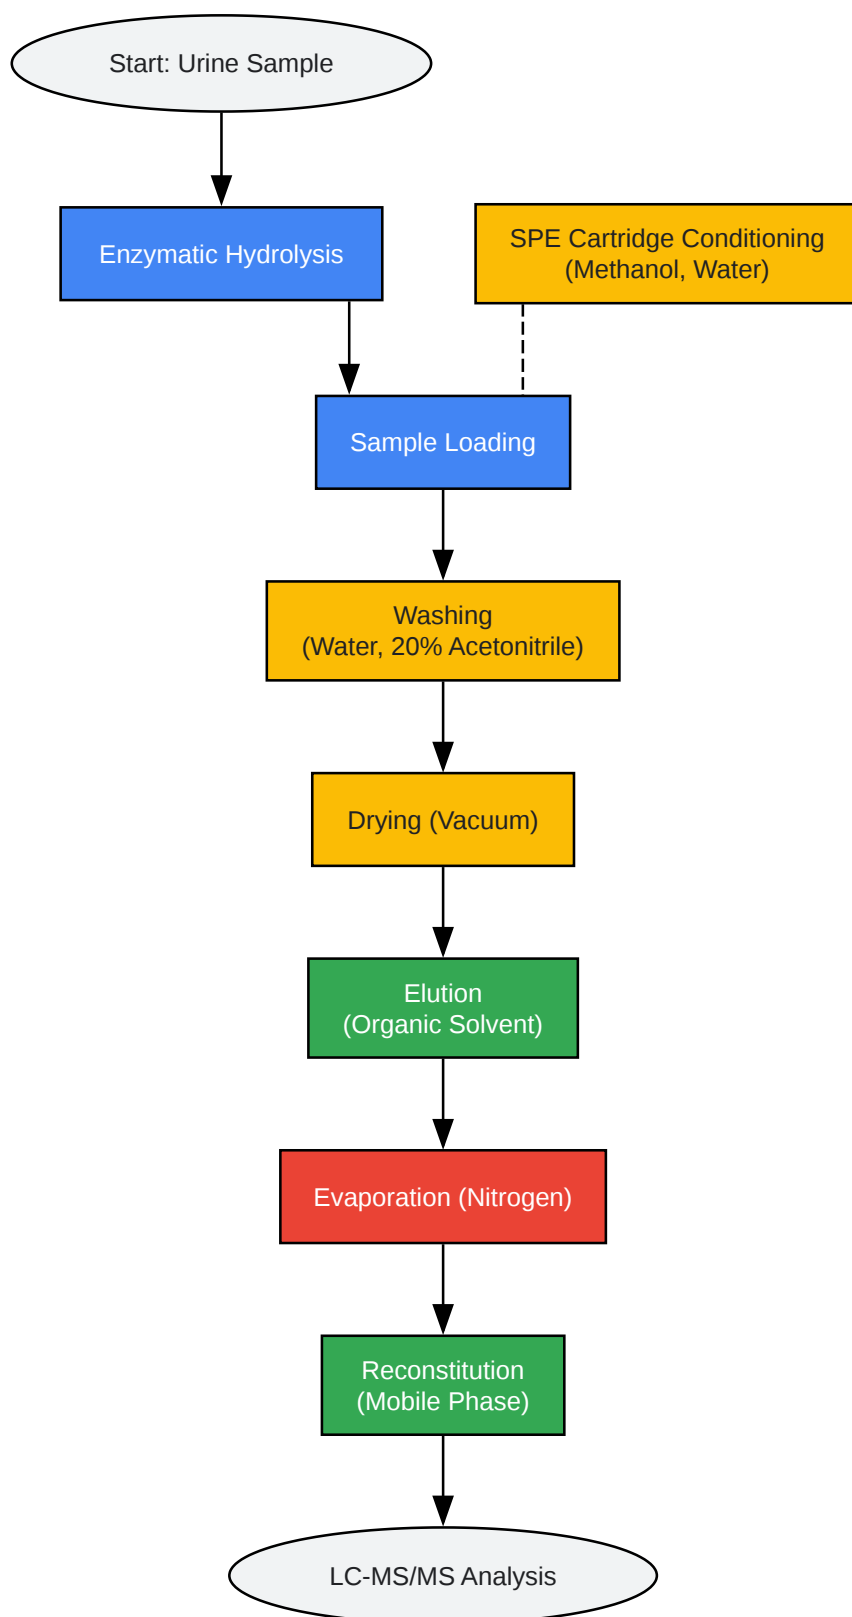 Start: Urine Sample
Enzymatic Hydrolysis
SPE Cartridge Conditioning
(Methanol, Water)
Sample Loading
Washing
(Water, 20% Acetonitrile)
Drying (Vacuum)
Elution
(Organic Solvent)
Evaporation (Nitrogen)
Reconstitution
(Mobile Phase)
LC-MS/MS Analysis